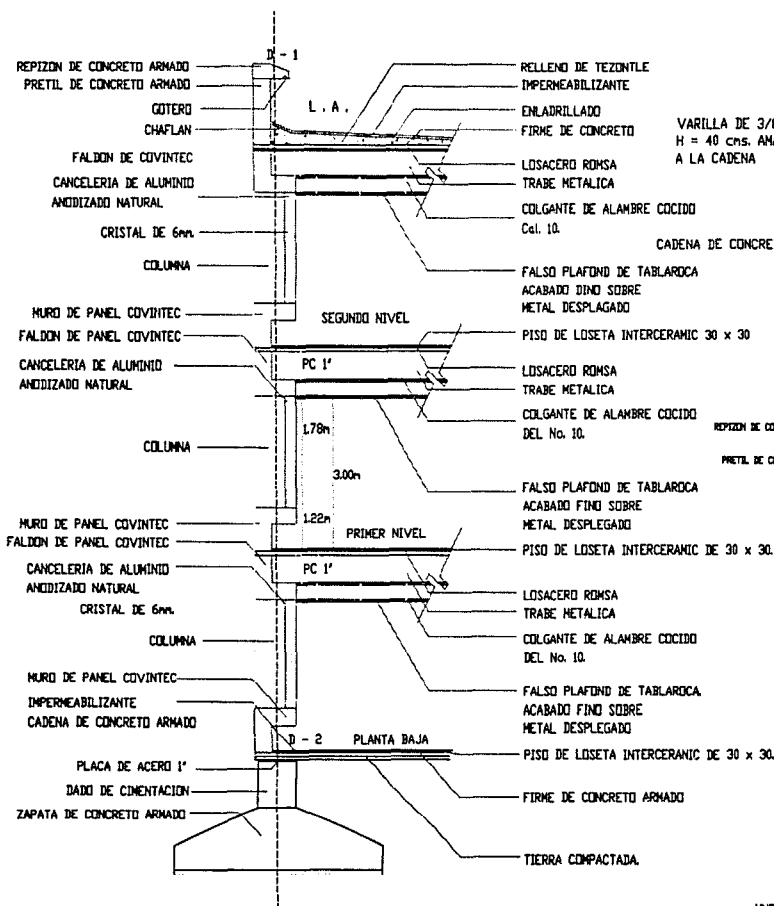 D - 1
REPIZON DE CONCRETO ARMADO
PRETIL DE CONCRETO ARMADO
GOTERO
CHAFLAN
FALDON DE COVINTEC
CANCELERIA DE ALUMINIO
ANODIZADO NATURAL
CRISTAL DE 6mm.
COLUMNA
MURO DE PANEL COVINTEC
FALDON DE PANEL COVINTEC
CANCELERIA DE ALUMINIO
ANODIZADO NATURAL
COLUMNA
MURO DE PANEL COVINTEC
FALDON DE PANEL COVINTEC
CANCELERIA DE ALUMINIO
ANODIZADO NATURAL
CRISTAL DE 6mm.
COLUMNA
MURO DE PANEL COVINTEC
IMPERMEABILIZANTE
CADENA DE CONCRETO ARMADO
PLACA DE ACERO 1"
DADO DE CIMENTACION
ZAPATA DE CONCRETO ARMADO
L . A .
SEGUNDO NIVEL
PC 1'
1.78m
3.00m
1.22m
PRIMER NIVEL
PC 1'
D - 2
PLANTA BAJA
RELLENO DE TEZONTLE
IMPERMEABILIZANTE
ENLADRILLADO
FIRME DE CONCRETO
LOSACERO ROMSA
TRABE METALICA
COLGANTE DE ALAMBRE COCIDO
Cal. 10.
FALSO PLAFOND DE TABLAROCA
ACABADO DINO SOBRE
METAL DESPLAGADO
PISO DE LOSETA INTERCERAMIC 30 x 30
LOSACERO ROMSA
TRABE METALICA
COLGANTE DE ALAMBRE COCIDO
DEL No. 10.
FALSO PLAFOND DE TABLAROCA
ACABADO FINO SOBRE
METAL DESPLEGADO
PISO DE LOSETA INTERCERAMIC DE 30 x 30.
LOSACERO ROMSA
TRABE METALICA
COLGANTE DE ALAMBRE COCIDO
DEL No. 10.
FALSO PLAFOND DE TABLAROCA.
ACABADO FINO SOBRE
METAL DESPLEGADO
PISO DE LOSETA INTERCERAMIC DE 30 x 30.
FIRME DE CONCRETO ARMADO
TIERRA COMPACTADA.
VARILLA DE 3/
H = 40 cms. AMA
A LA CADENA
CADENA DE CONCRE
REPIZON DE CO
PRETIL DE C